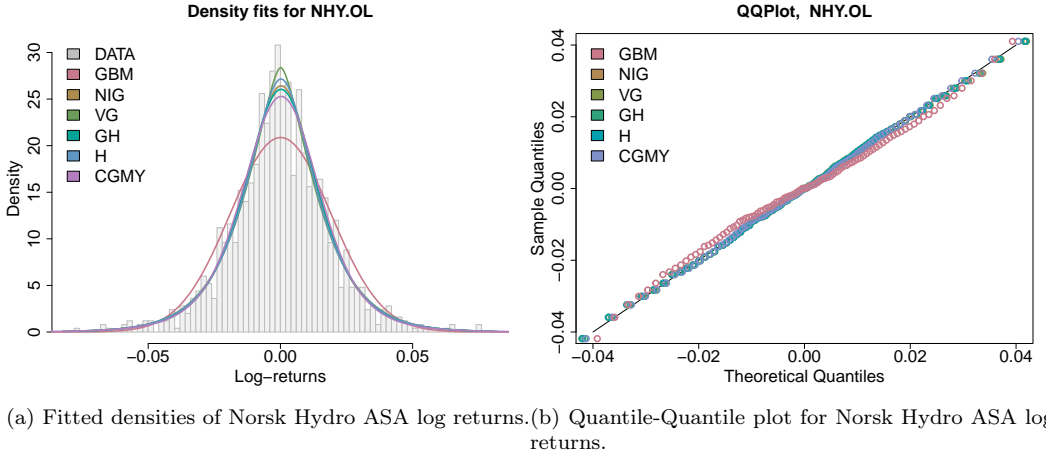 Density fits for NHY.OL
30
25
20
15
10
5
0
Density
DATA
GBM
NIG
VG
GH
H
CGMY
−0.05
0.00
0.05
Log−returns
QQPlot, NHY.OL
0.04
0.02
0.00
−0.02
−0.04
Sample Quantiles
GBM
NIG
VG
GH
H
CGMY
−0.04
−0.02
0.00
0.02
0.04
Theoretical Quantiles
(a) Fitted densities of Norsk Hydro ASA log returns.
(b) Quantile-Quantile plot for Norsk Hydro ASA log
returns.